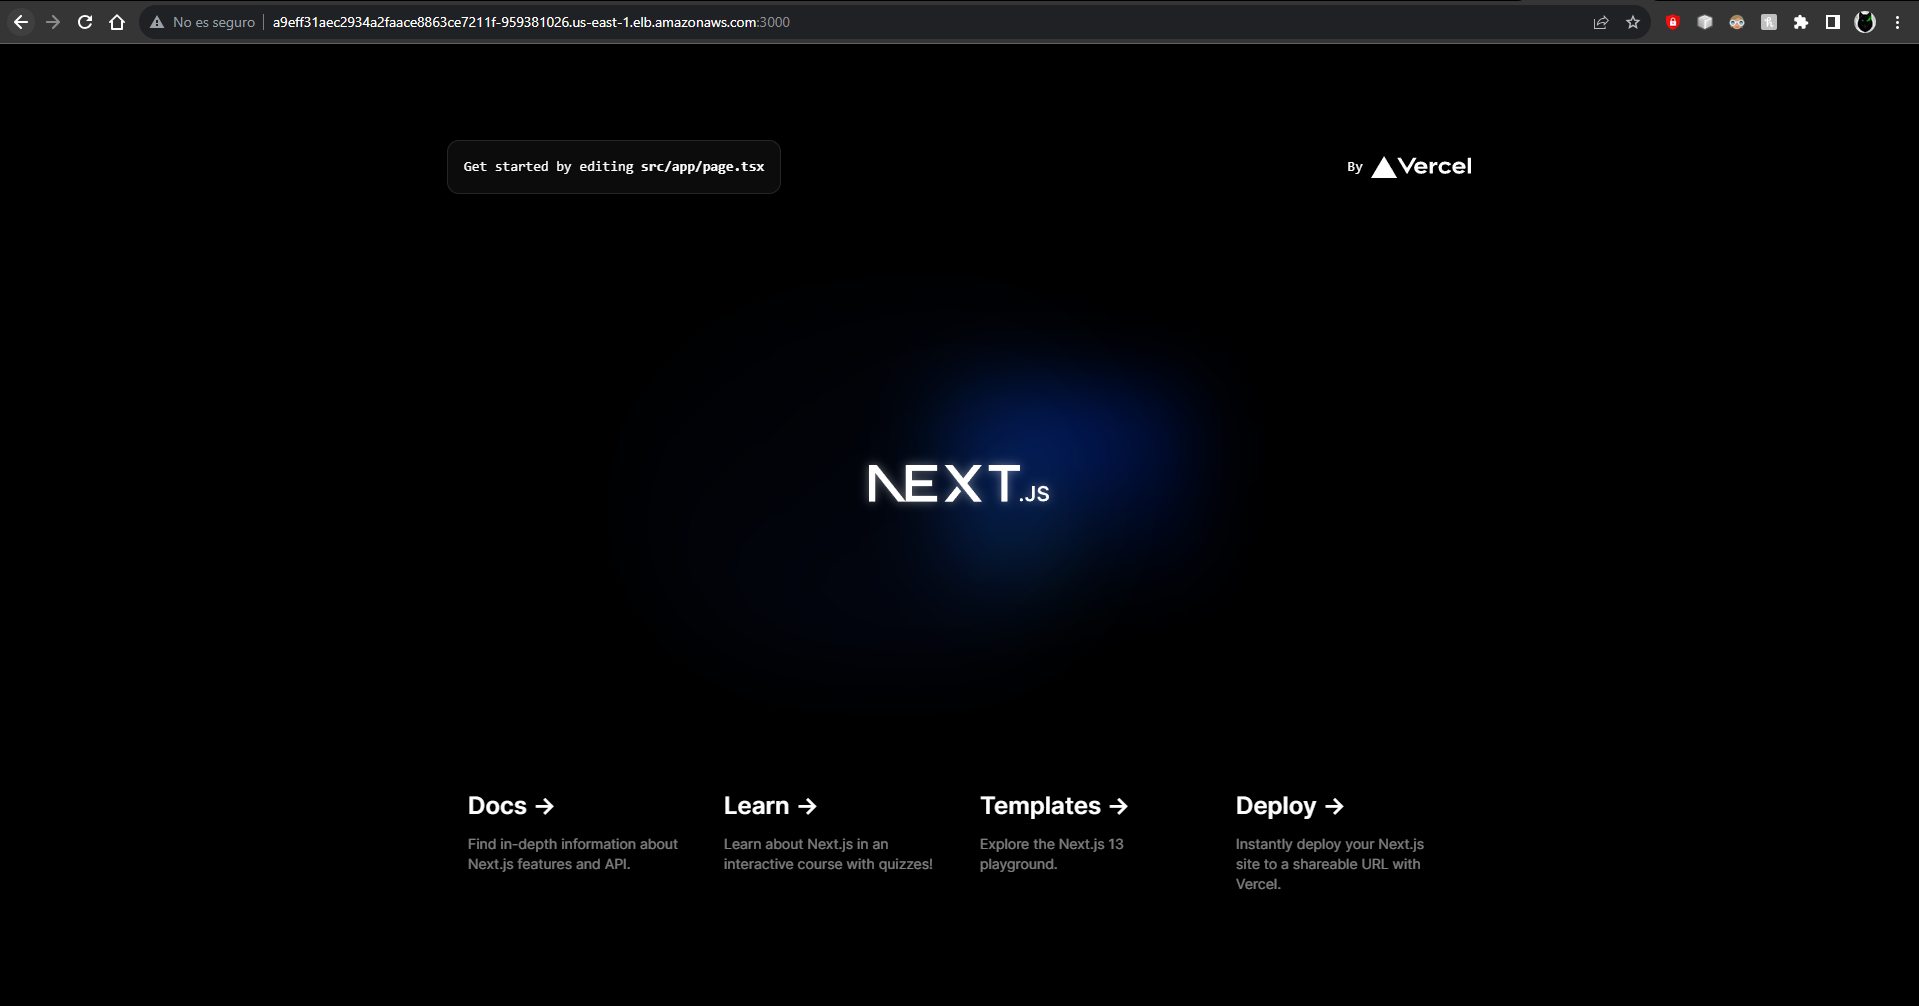 No es seguro
a9eff31aec2934a2faace8863ce7211f-959381026.us-east-1.elb.amazonaws.com:3000
Get started by editing src/app/page.tsx
By Vercel
NEXT.JS
Docs →
Find in-depth information about
Next.js features and API.
Learn →
Learn about Next.js in an
interactive course with quizzes!
Templates →
Explore the Next.js 13
playground.
Deploy →
Instantly deploy your Next.js
site to a shareable URL with
Vercel.